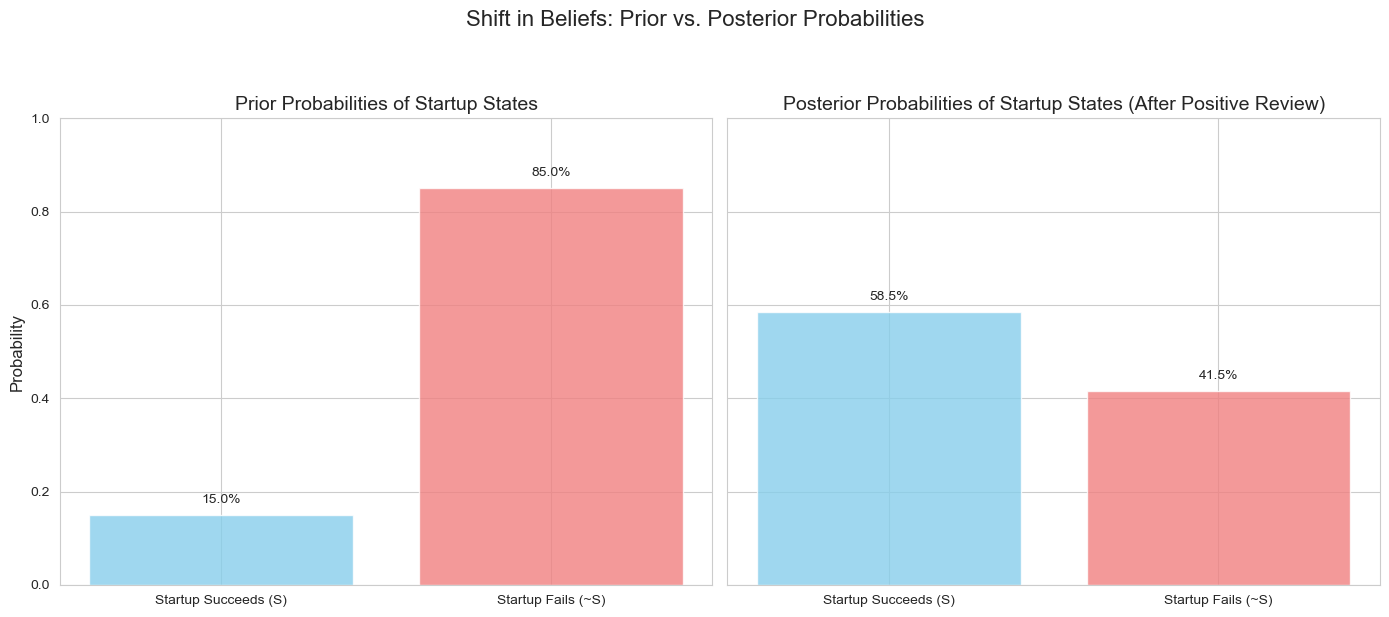 Shift in Beliefs: Prior vs. Posterior Probabilities
Prior Probabilities of Startup States
Posterior Probabilities of Startup States (After Positive Review)
Probability
1.0
0.8
0.6
0.4
0.2
0.0
85.0%
15.0%
58.5%
41.5%
Startup Succeeds (S)
Startup Fails (~S)
Startup Succeeds (S)
Startup Fails (~S)